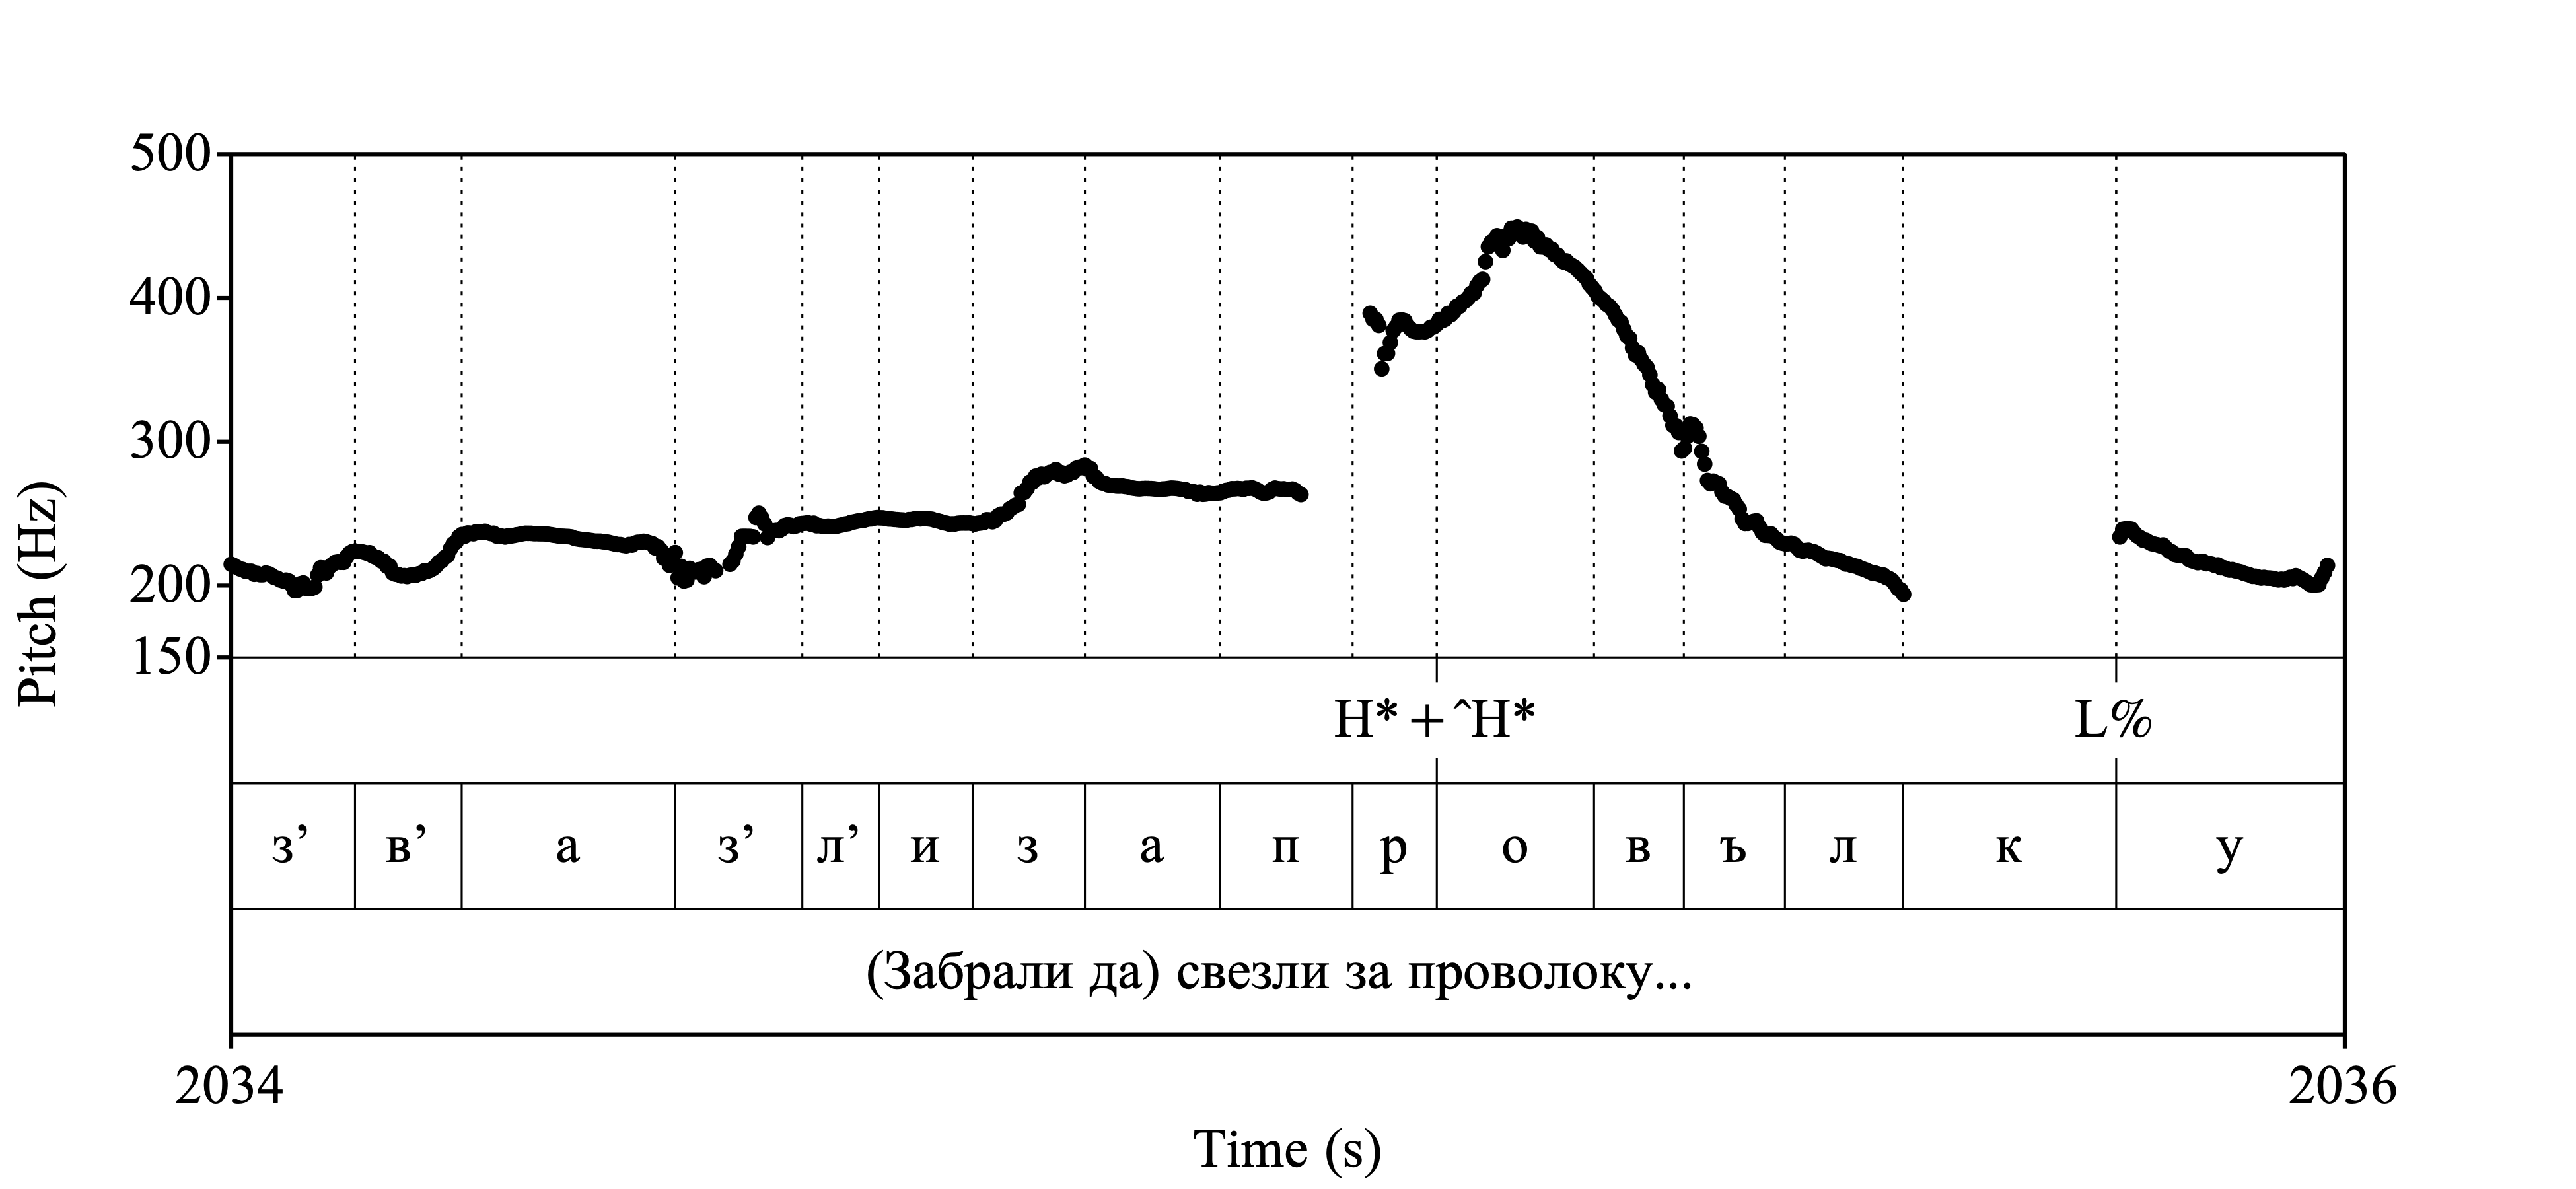 500
400
300
200
150
Pitch (Hz)
H* + ˆH* L%
з’ в’ а з’ л’ и з а п р о в ъ л к у
(Забрали да) свезли за проволоку...
2034 2036
Time (s)